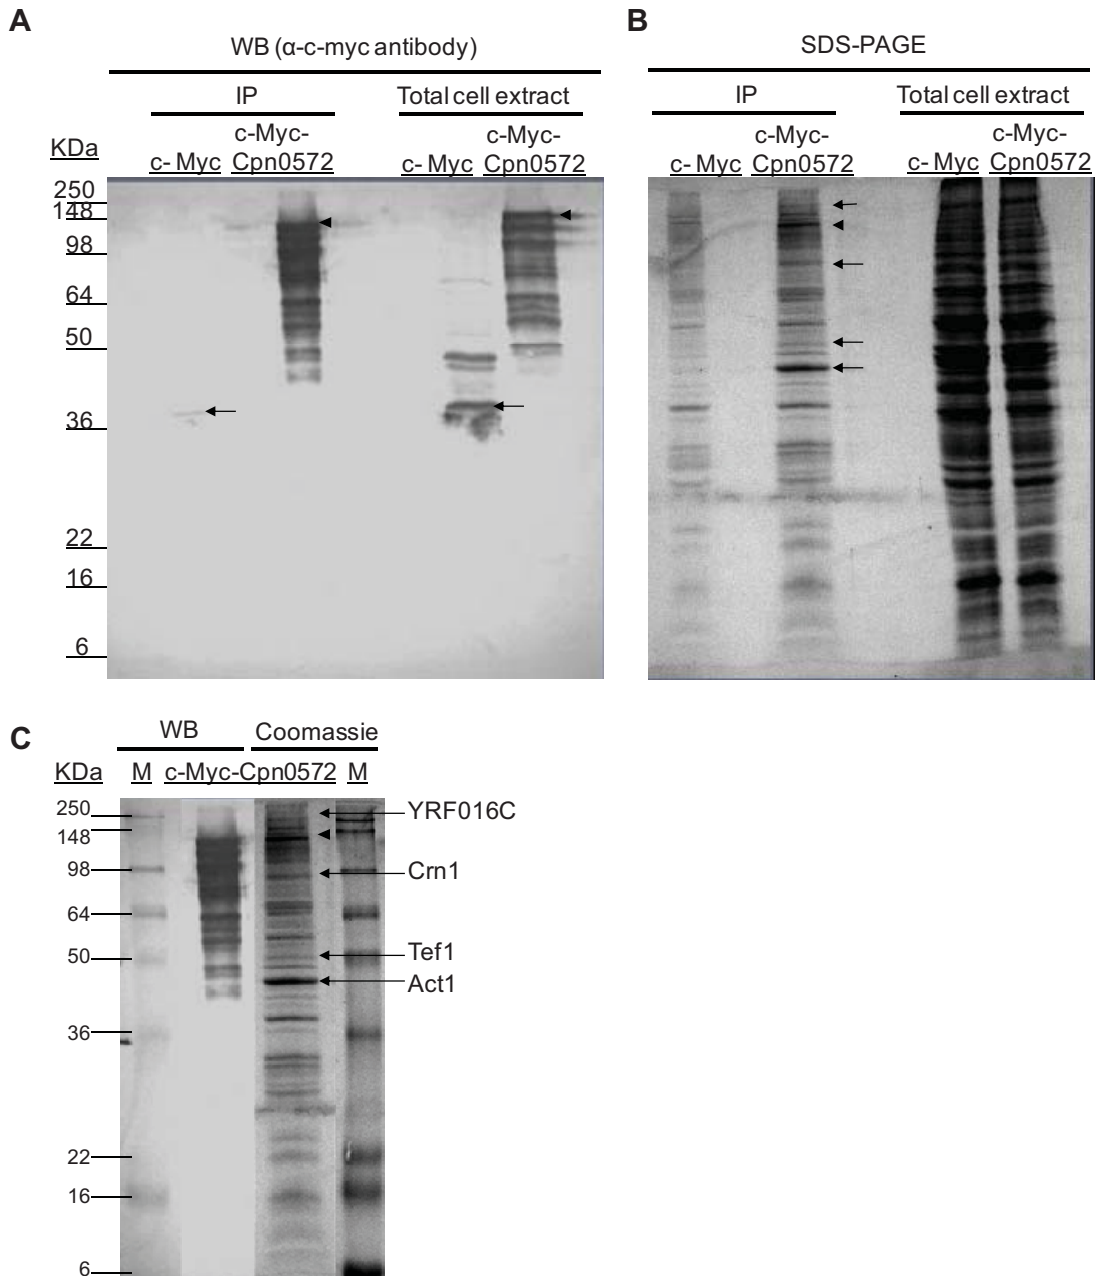 A
WB (α-c-myc antibody)
IP
Total cell extract
KDa
c- Myc
c-Myc-
Cpn0572
c- Myc
c-Myc-
Cpn0572
250
148
98
64
50
36
22
16
6
B
SDS-PAGE
IP
Total cell extract
c- Myc
c-Myc-
Cpn0572
c- Myc
c-Myc-
Cpn0572
C
WB
Coomassie
KDa
M
c-Myc-Cpn0572
M
250
148
98
64
50
36
22
16
6
YRF016C
Crn1
Tef1
Act1